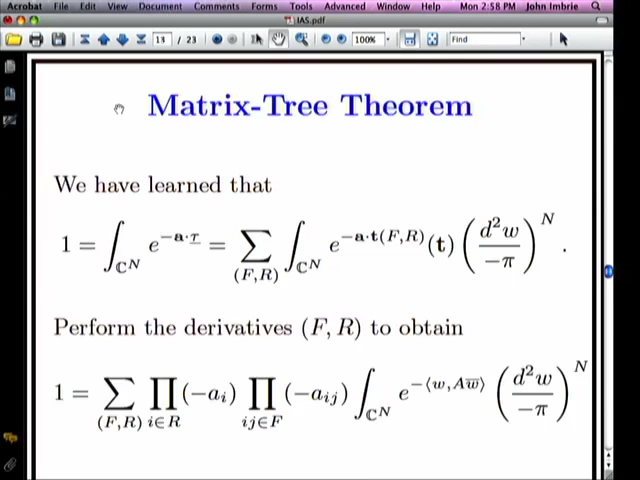 Acrobat File Edit View Document Comments Forms Tools Advanced Window Help Mon 2:58 PM John Imbrie
IAS.pdf
13 / 23 100% Find
Matrix-Tree Theorem
We have learned that
1 = ∫_{ℂ^N} e^{−a·τ} = ∑_{(F,R)} ∫_{ℂ^N} e^{−a·t(F,R)}(t) (d²w/−π)^N .
Perform the derivatives (F, R) to obtain
1 = ∑_{(F,R)} ∏_{i∈R} (−a_i) ∏_{ij∈F} (−a_{ij}) ∫_{ℂ^N} e^{−⟨w,Aw̅⟩} (d²w/−π)^N